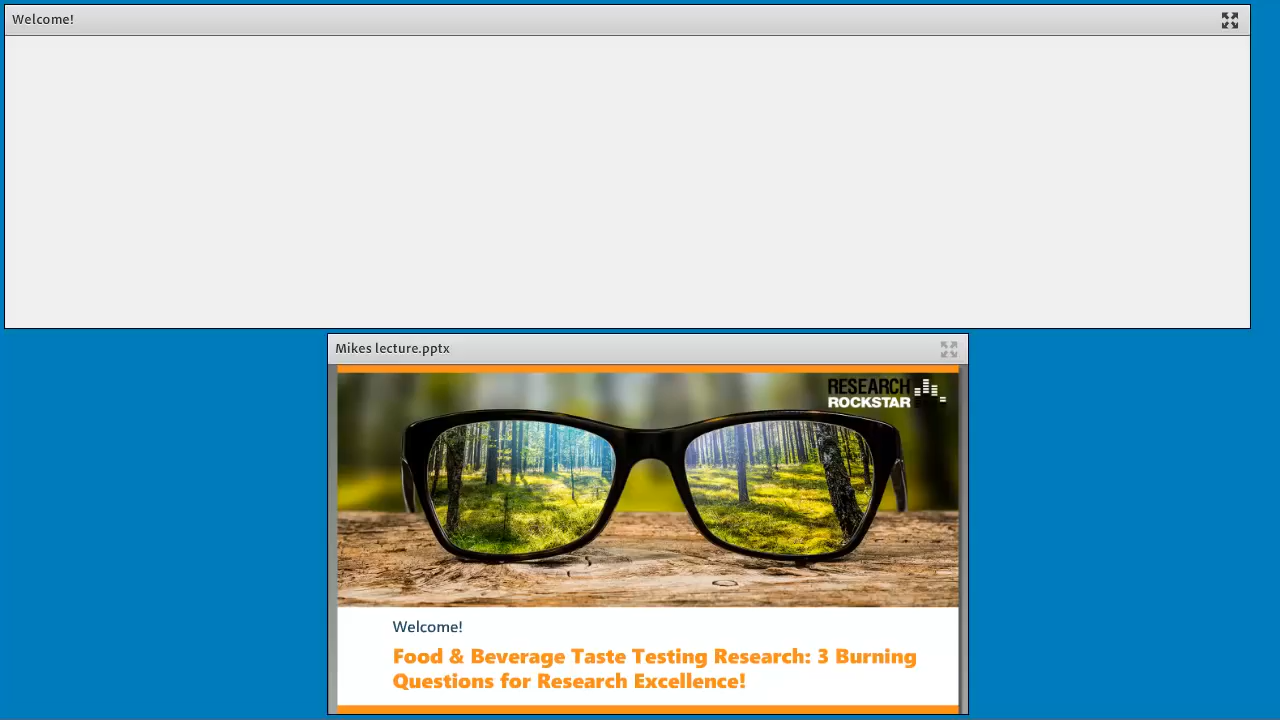 Welcome!
Mikes lecture.pptx
RESEARCH
ROCKSTAR
Welcome!
Food & Beverage Taste Testing Research: 3 Burning
Questions for Research Excellence!